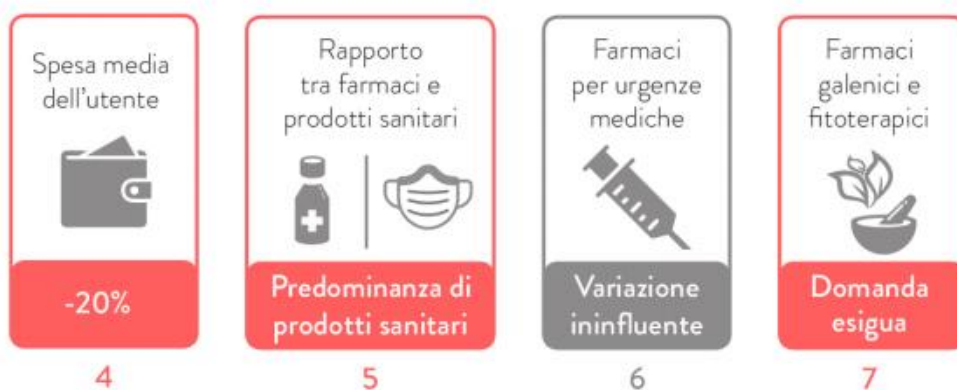 Spesa media
dell'utente
-20%
4
Rapporto
tra farmaci e
prodotti sanitari
Predominanza di
prodotti sanitari
5
Farmaci
per urgenze
mediche
Variazione
ininfluente
6
Farmaci
galenici e
fitoterapici
Domanda
esigua
7